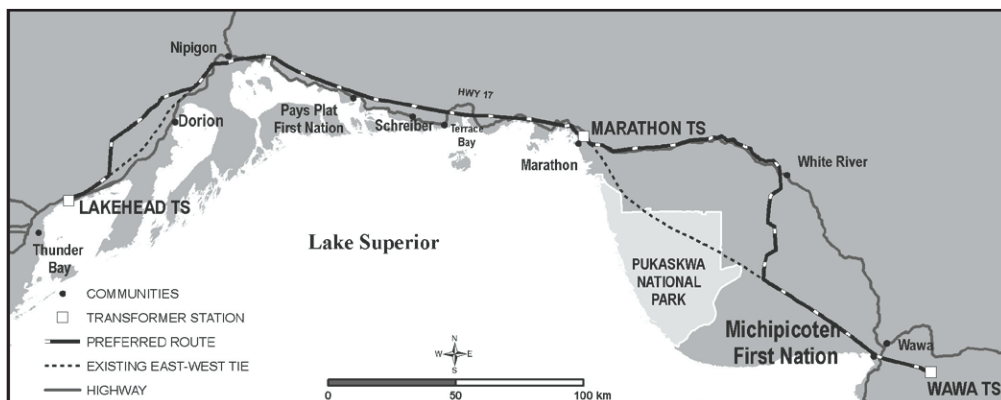 Nipigon
HWY 17
Dorion
Pays Plat
First Nation
Schreiber
Terrace
Bay
MARATHON TS
Marathon
White River
LAKEHEAD TS
Thunder
Bay
Lake Superior
PUKASKWA
NATIONAL
PARK
Michipicoten
First Nation
Wawa
WAWA TS
COMMUNITIES
TRANSFORMER STATION
PREFERRED ROUTE
EXISTING EAST-WEST TIE
HIGHWAY
N
W E
S
0 50 100 km